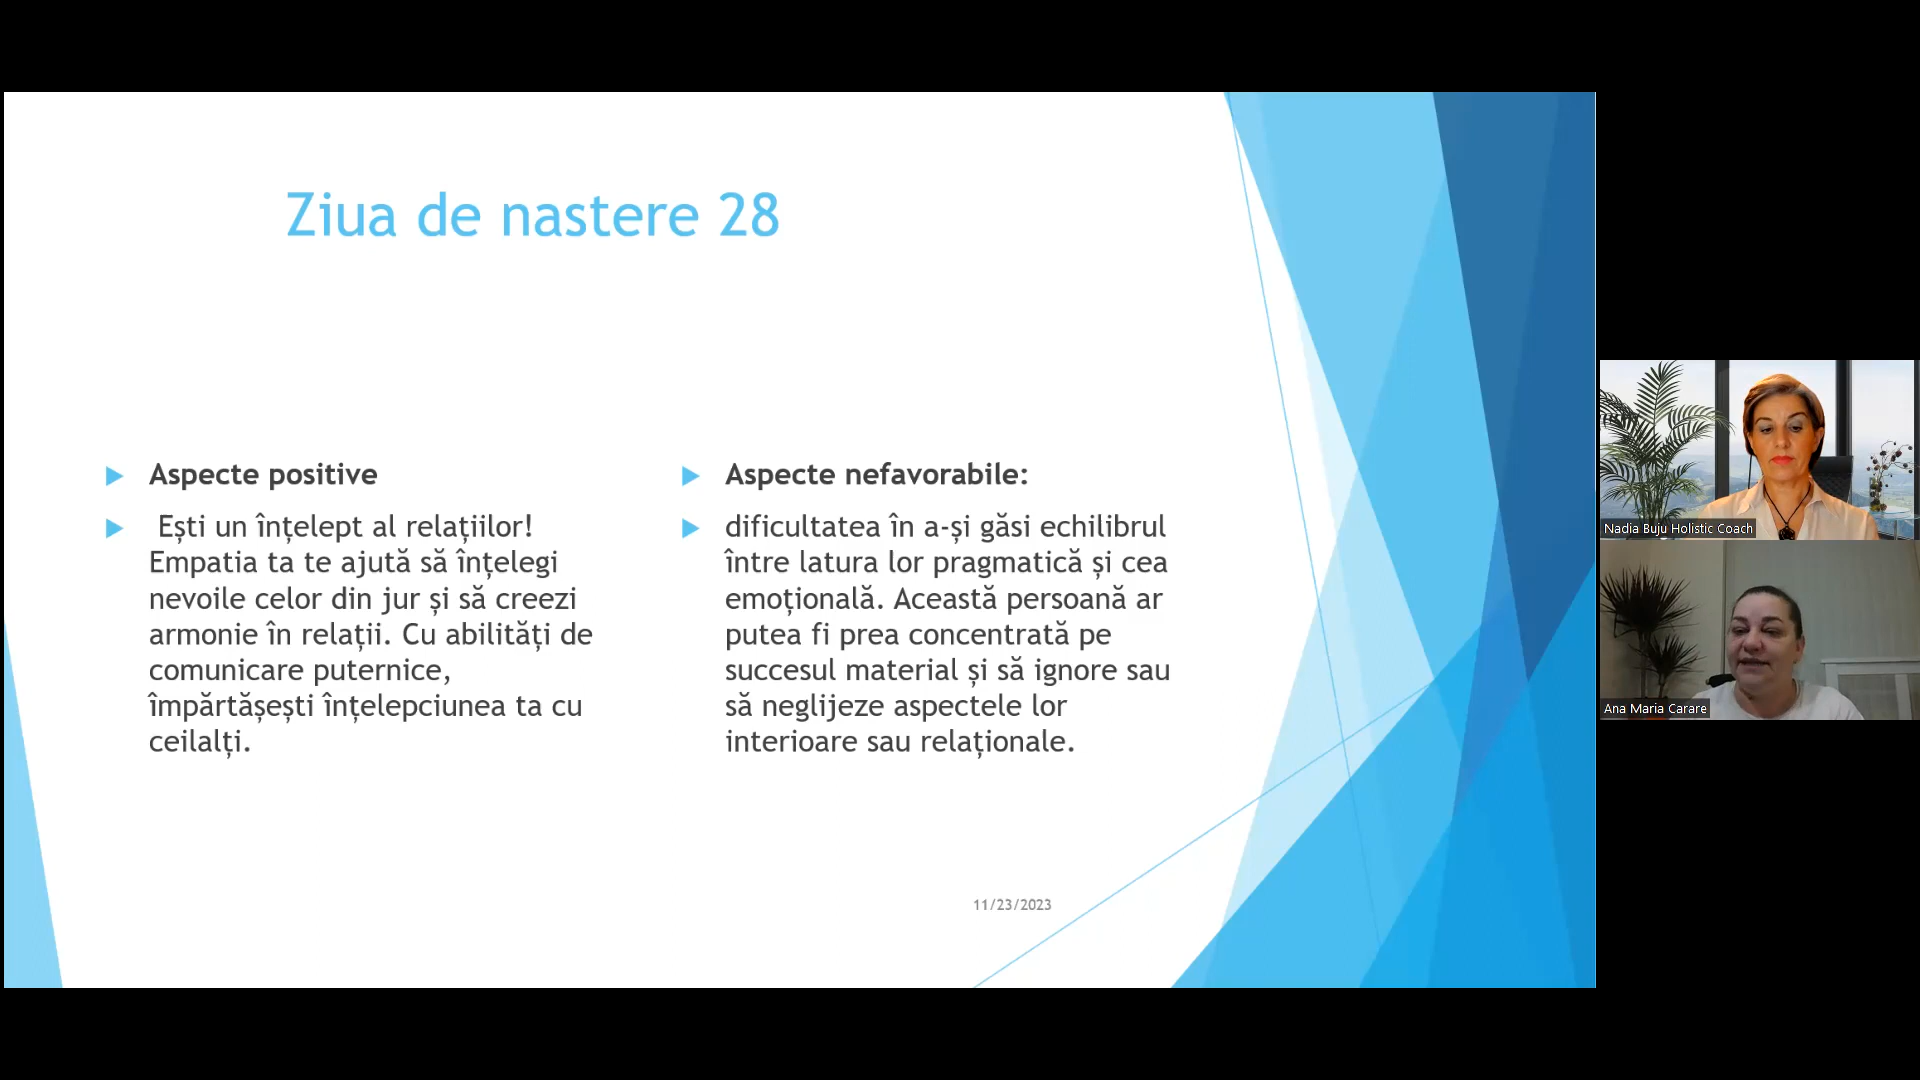 Ziua de nastere 28
Aspecte positive
Ești un înțelept al relațiilor!
Empatia ta te ajută să înțelegi
nevoile celor din jur și să creezi
armonie în relații. Cu abilități de
comunicare puternice,
împărtășești înțelepciunea ta cu
ceilalți.
Aspecte nefavorabile:
dificultatea în a-și găsi echilibrul
între latura lor pragmatică și cea
emoțională. Această persoană ar
putea fi prea concentrată pe
succesul material și să ignore sau
să neglijeze aspectele lor
interioare sau relaționale.
11/23/2023
Nadia Buju Holistic Coach
Ana Maria Carare